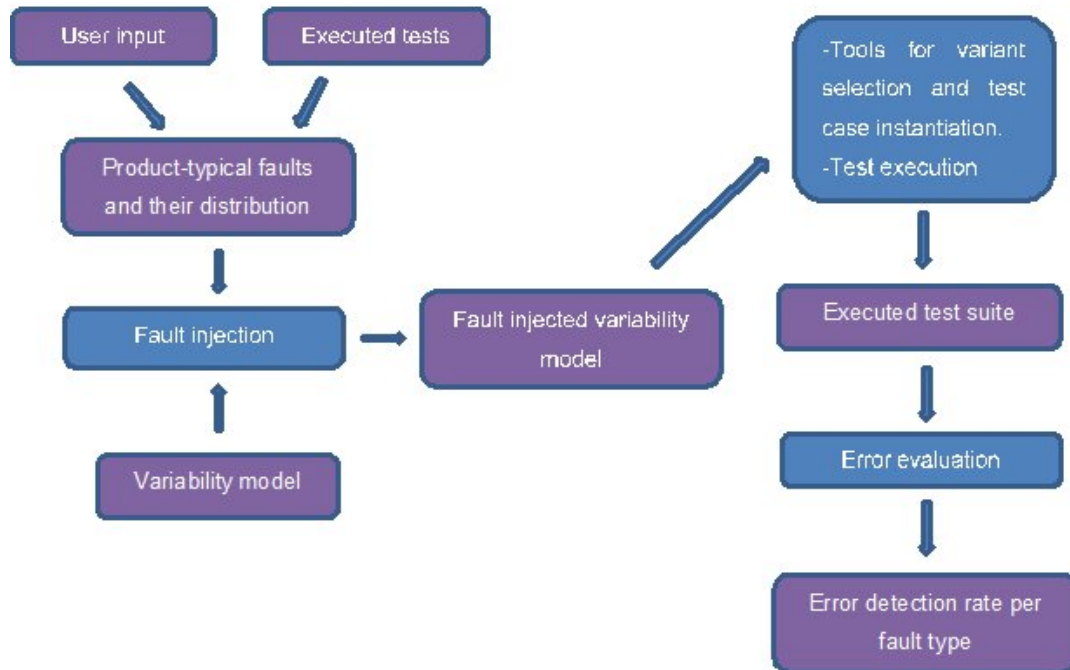 User input
Executed tests
Product-typical faults
and their distribution
Fault injection
Variability model
Fault injected variability
model
-Tools for variant
selection and test
case instantiation.
-Test execution
Executed test suite
Error evaluation
Error detection rate per
fault type